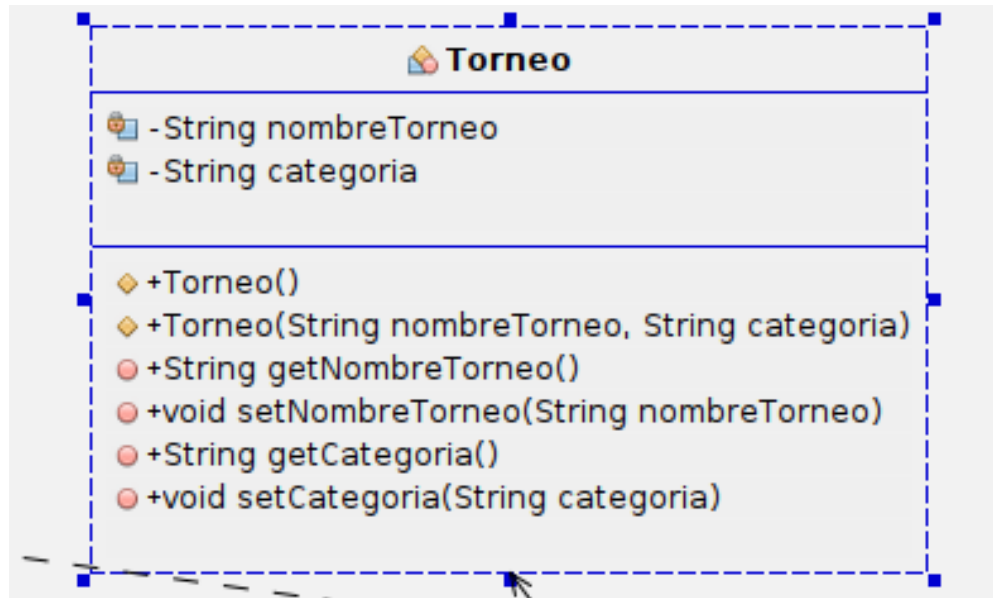 Torneo
-String nombreTorneo
-String categoria
+Torneo()
+Torneo(String nombreTorneo, String categoria)
+String getNombreTorneo()
+void setNombreTorneo(String nombreTorneo)
+String getCategoria()
+void setCategoria(String categoria)